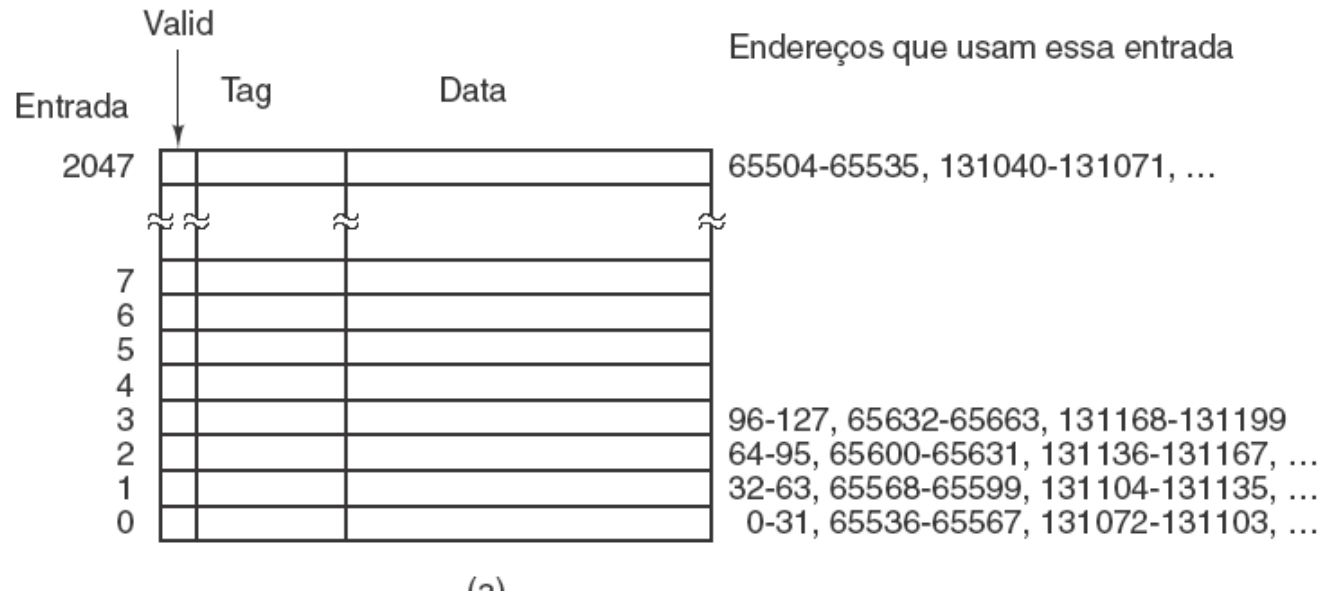 Valid
Endereços que usam essa entrada
Entrada
Tag
Data
2047
65504-65535, 131040-131071, …
7
6
5
4
3
96-127, 65632-65663, 131168-131199
2
64-95, 65600-65631, 131136-131167, …
1
32-63, 65568-65599, 131104-131135, …
0
0-31, 65536-65567, 131072-131103, …
(a)